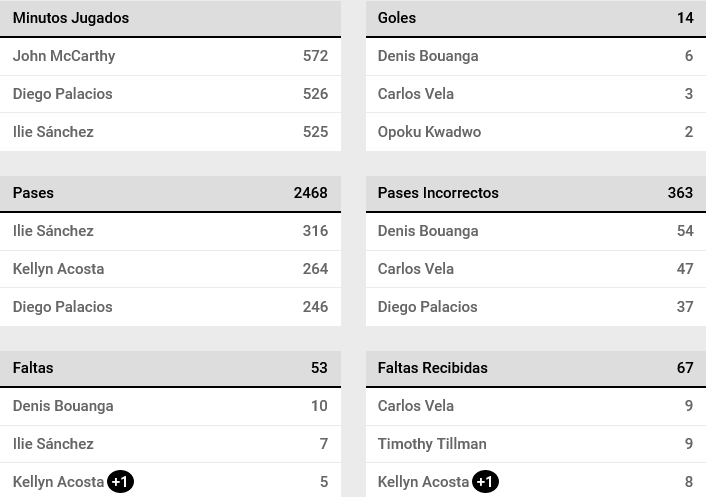 Minutos Jugados
John McCarthy 572
Diego Palacios 526
Ilie Sánchez 525
Goles 14
Denis Bouanga 6
Carlos Vela 3
Opoku Kwadwo 2
Pases 2468
Ilie Sánchez 316
Kellyn Acosta 264
Diego Palacios 246
Pases Incorrectos 363
Denis Bouanga 54
Carlos Vela 47
Diego Palacios 37
Faltas 53
Denis Bouanga 10
Ilie Sánchez 7
Kellyn Acosta +1 5
Faltas Recibidas 67
Carlos Vela 9
Timothy Tillman 9
Kellyn Acosta +1 8